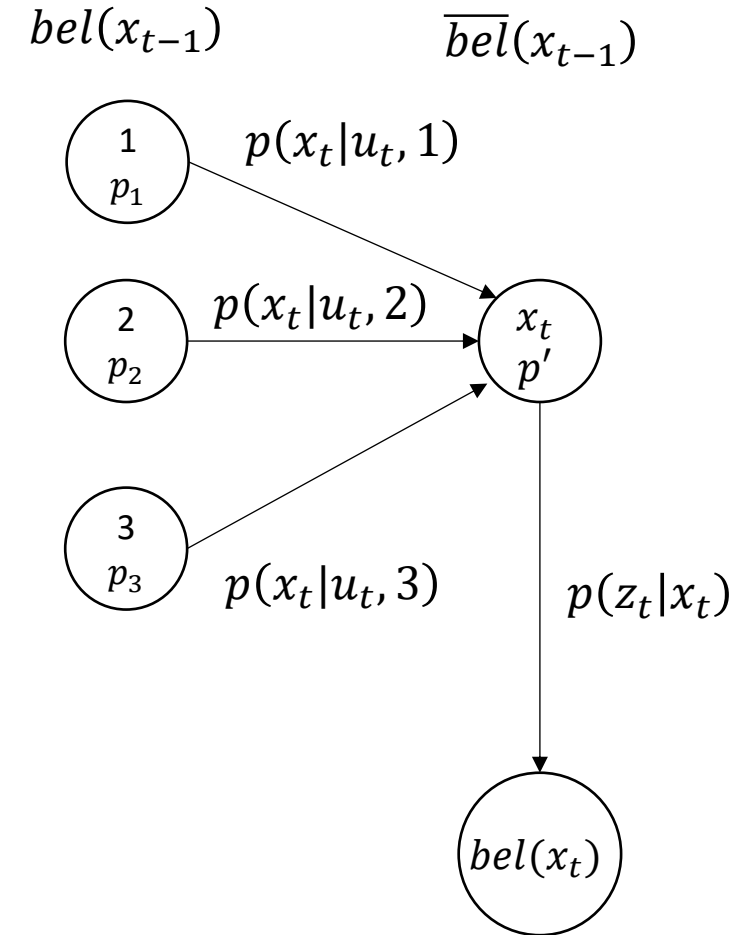 bel(x_{t−1})
\overline{bel}(x_{t−1})
1
p_1
p(x_t|u_t, 1)
2
p_2
p(x_t|u_t, 2)
x_t
p′
3
p_3
p(x_t|u_t, 3)
p(z_t|x_t)
bel(x_t)